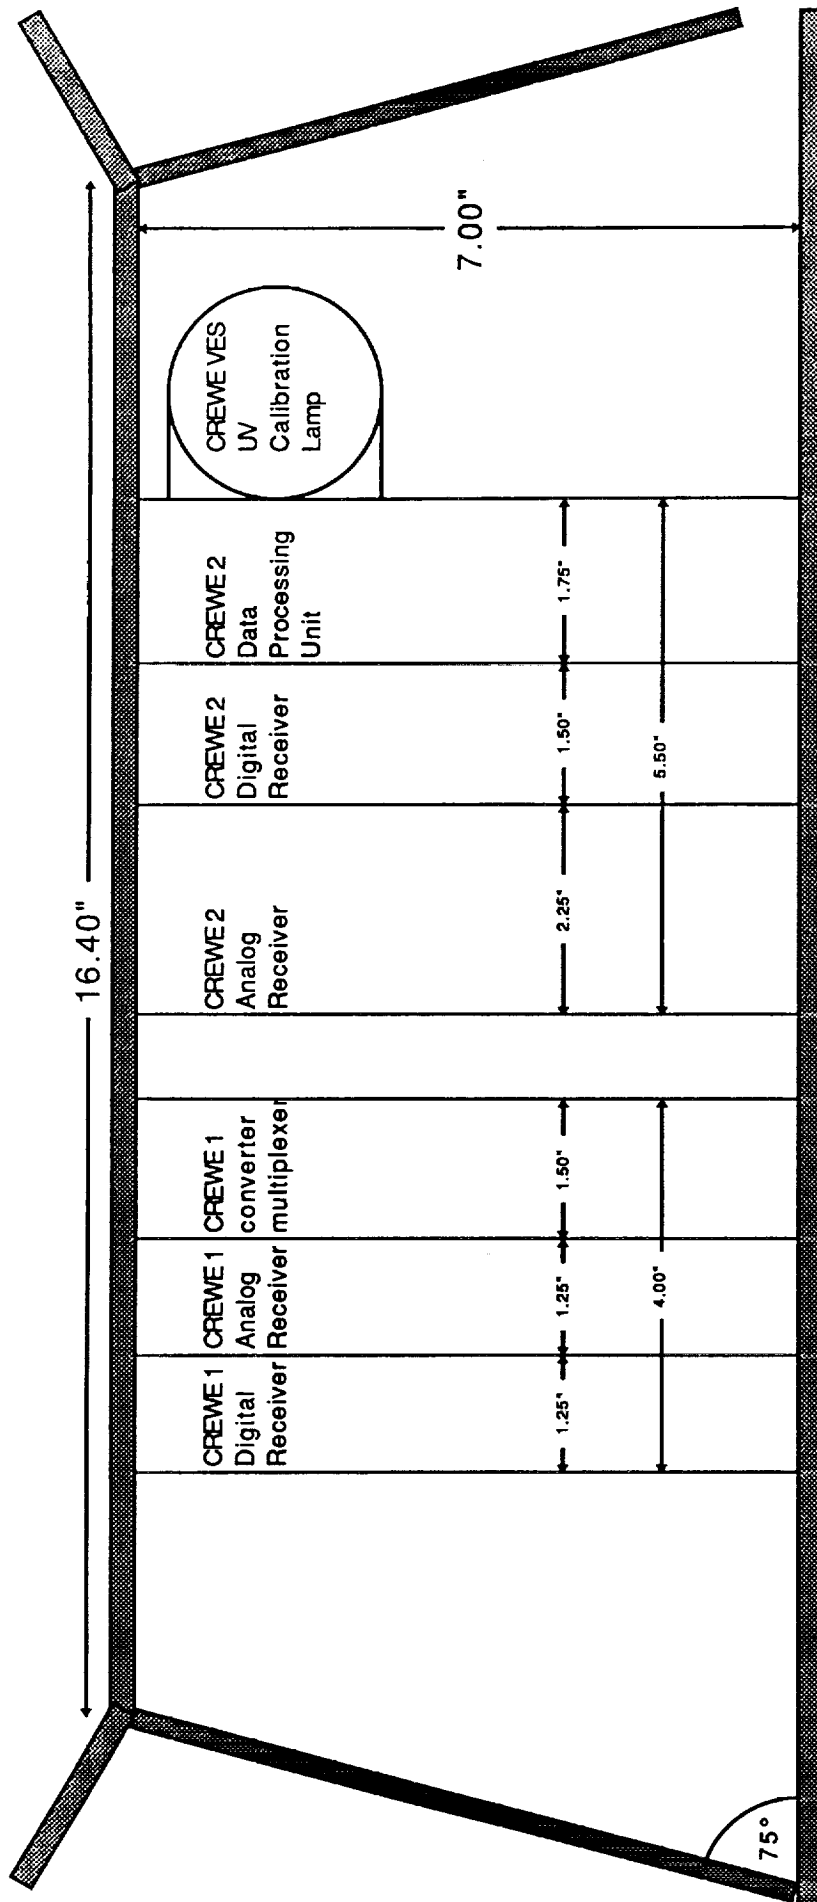 16.40"
CREWE 1
Digital
Receiver
CREWE 1
Analog
Receiver
CREWE 1
converter
multiplexer
CREWE 2
Analog
Receiver
CREWE 2
Digital
Receiver
CREWE 2
Data
Processing
Unit
CREWE VES
UV
Calibration
Lamp
7.00"
1.25"
1.25"
1.50"
2.25"
1.50"
1.75"
4.00"
5.50"
75°